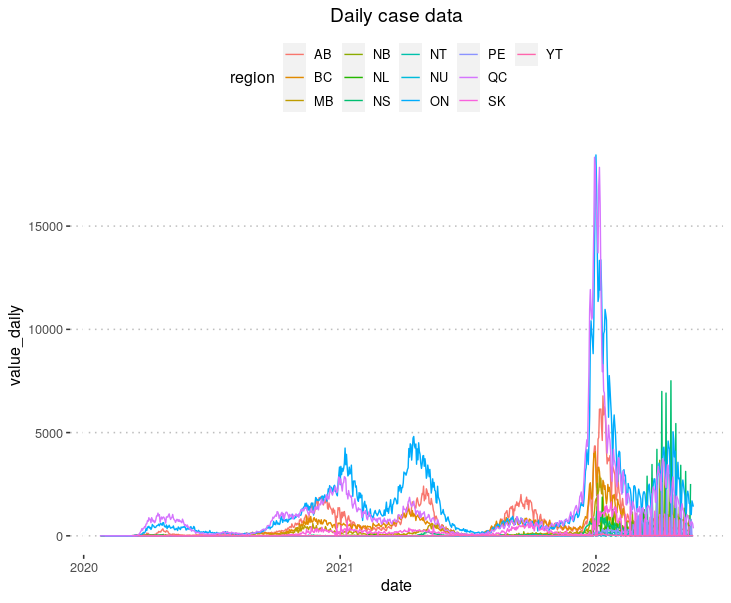 Daily case data
AB NB NT PE YT
region BC NL NU QC
MB NS ON SK
15000
10000
5000
0
value_daily
2020 2021 2022
date